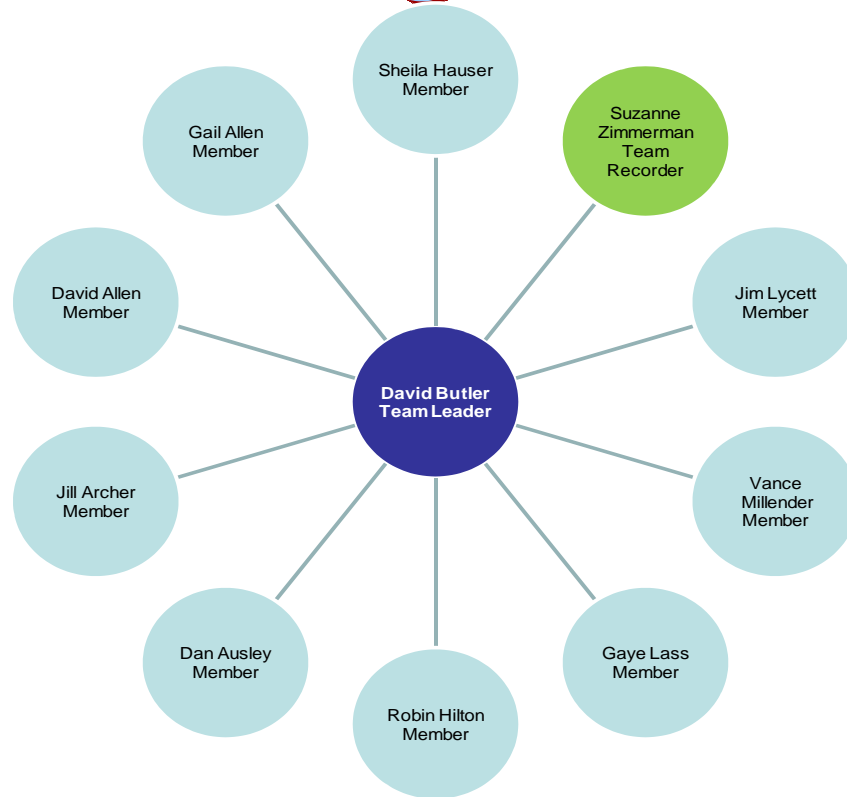 Sheila Hauser
Member
Suzanne
Zimmerman
Team
Recorder
Gail Allen
Member
Jim Lycett
Member
David Allen
Member
David Butler
Team Leader
Vance
Millender
Member
Jill Archer
Member
Gaye Lass
Member
Dan Ausley
Member
Robin Hilton
Member